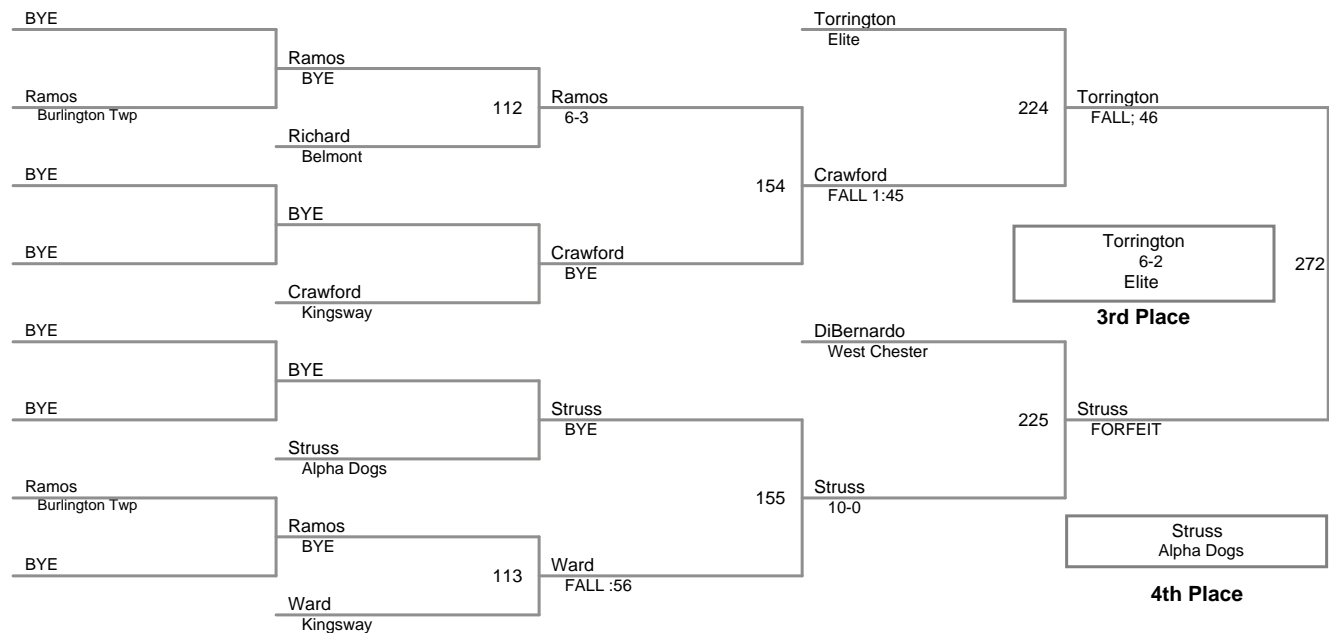 BYE
Ramos
Burlington Twp
BYE
BYE
BYE
BYE
Ramos
Burlington Twp
BYE
Ramos
BYE
Richard
Belmont
BYE
Crawford
Kingsway
BYE
Struss
Alpha Dogs
Ramos
BYE
Ward
Kingsway
112
Ramos
6-3
Crawford
BYE
Struss
BYE
113
Ward
FALL :56
154
155
Torrington
Elite
Crawford
FALL 1:45
DiBernardo
West Chester
Struss
10-0
224
225
Torrington
FALL; 46
Struss
FORFEIT
272
Torrington
6-2
Elite
3rd Place
Struss
Alpha Dogs
4th Place